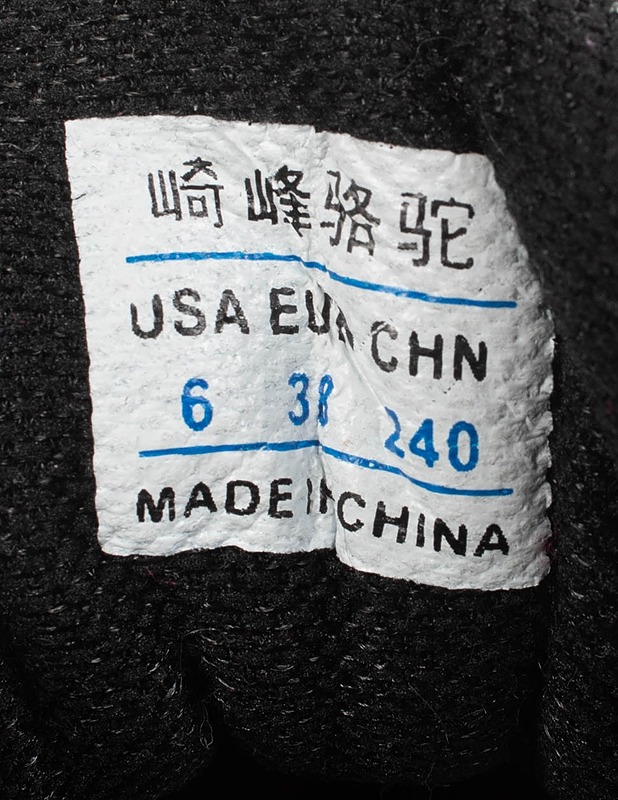 崎峰骆驼
USA EUR CHN
6 38 240
MADE IN CHINA